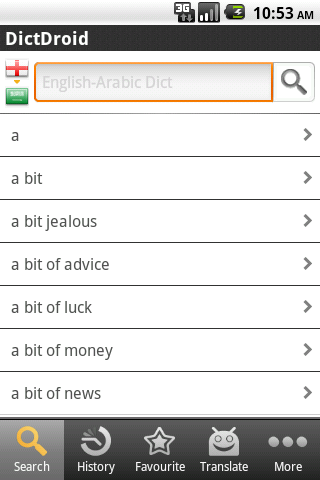 3G
10:53 AM
DictDroid
English-Arabic Dict
a
a bit
a bit jealous
a bit of advice
a bit of luck
a bit of money
a bit of news
Search History Favourite Translate More